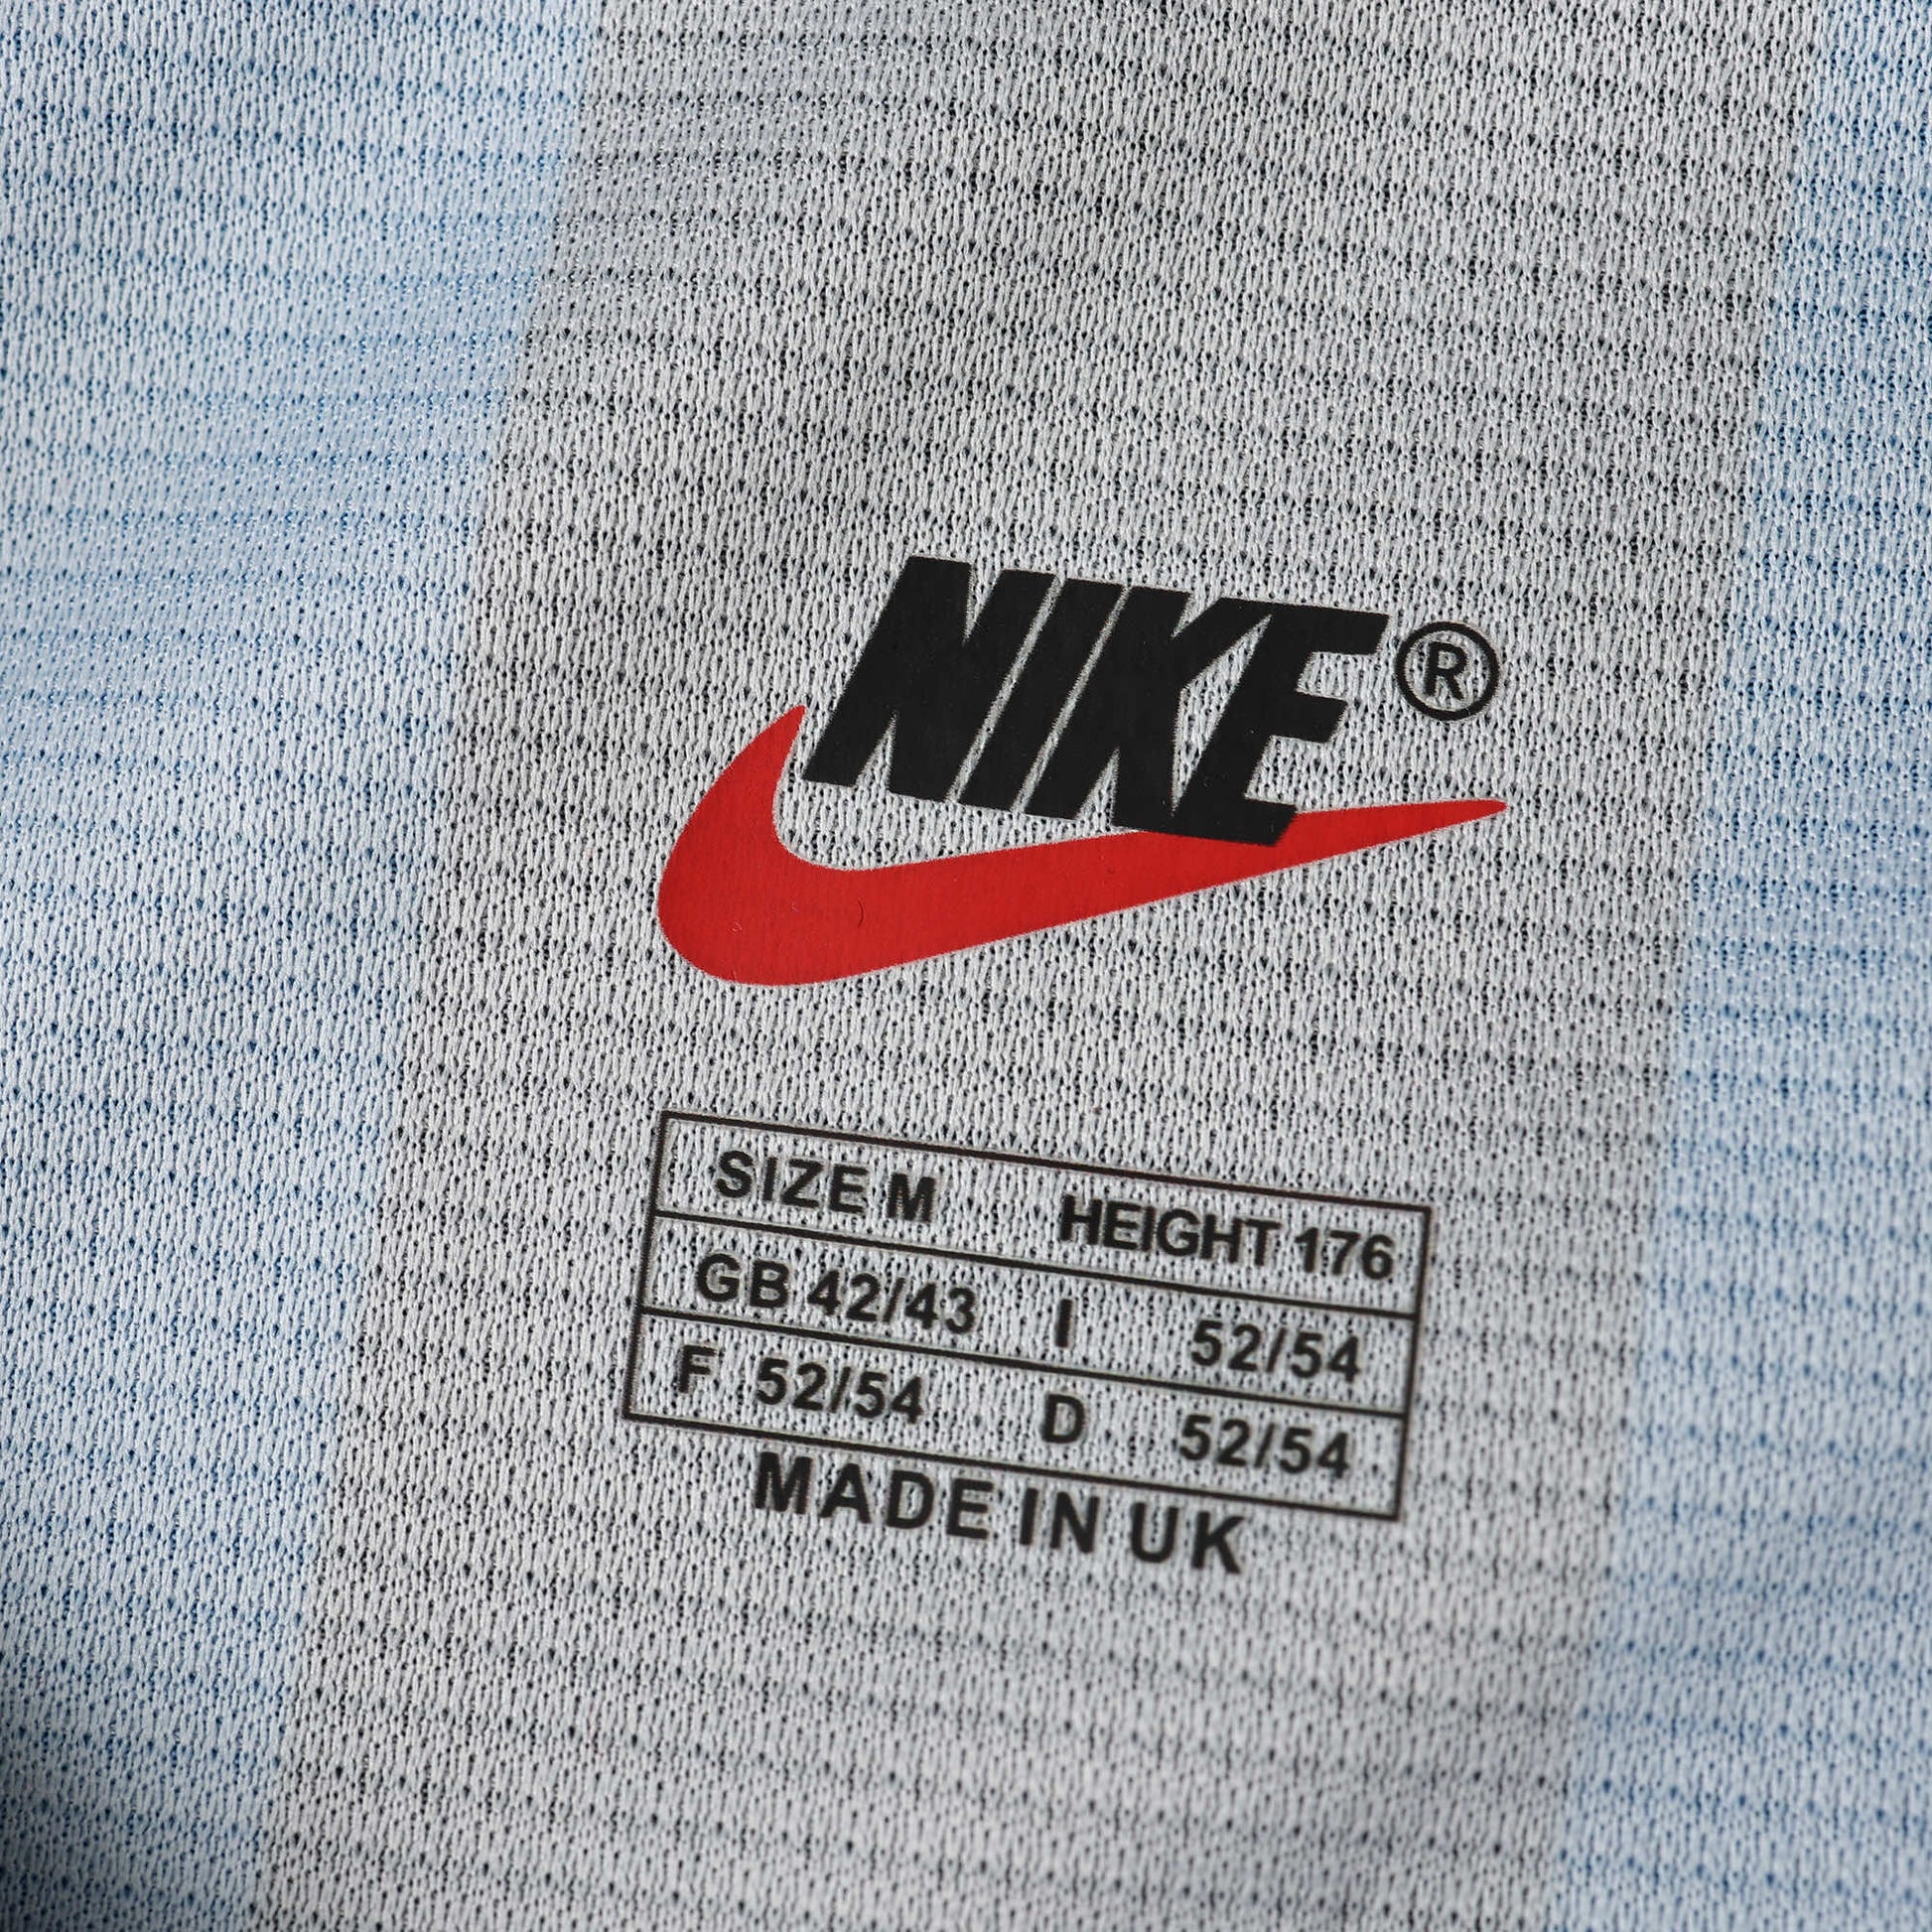 NIKE®
SIZE M HEIGHT 176
GB 42/43 I 52/54
F 52/54 D 52/54
MADE IN UK